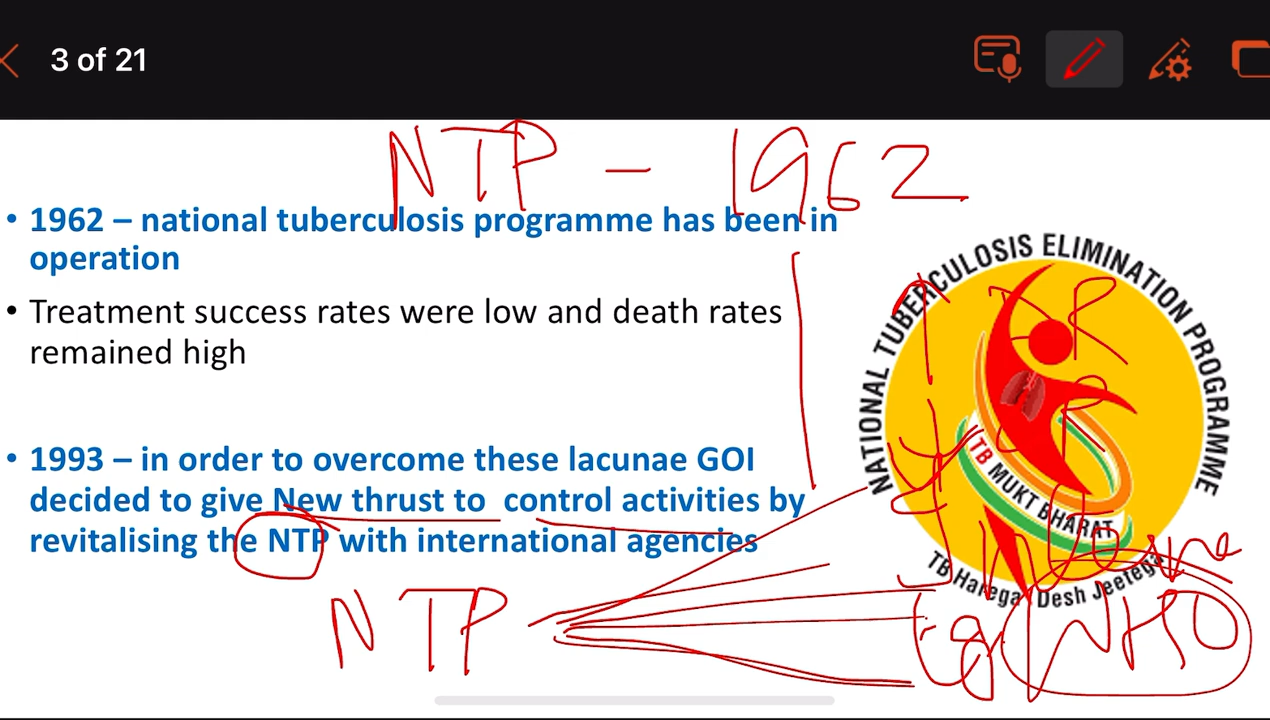 3 of 21
NTP - 1962
• 1962 – national tuberculosis programme has been in
operation
• Treatment success rates were low and death rates
remained high
• 1993 – in order to overcome these lacunae GOI
decided to give New thrust to control activities by
revitalising the NTP with international agencies
NTP
NATIONAL TUBERCULOSIS ELIMINATION PROGRAMME
TB MUKT BHARAT
TB Harega Desh Jeetega
↑ DR
CR
eg WHO